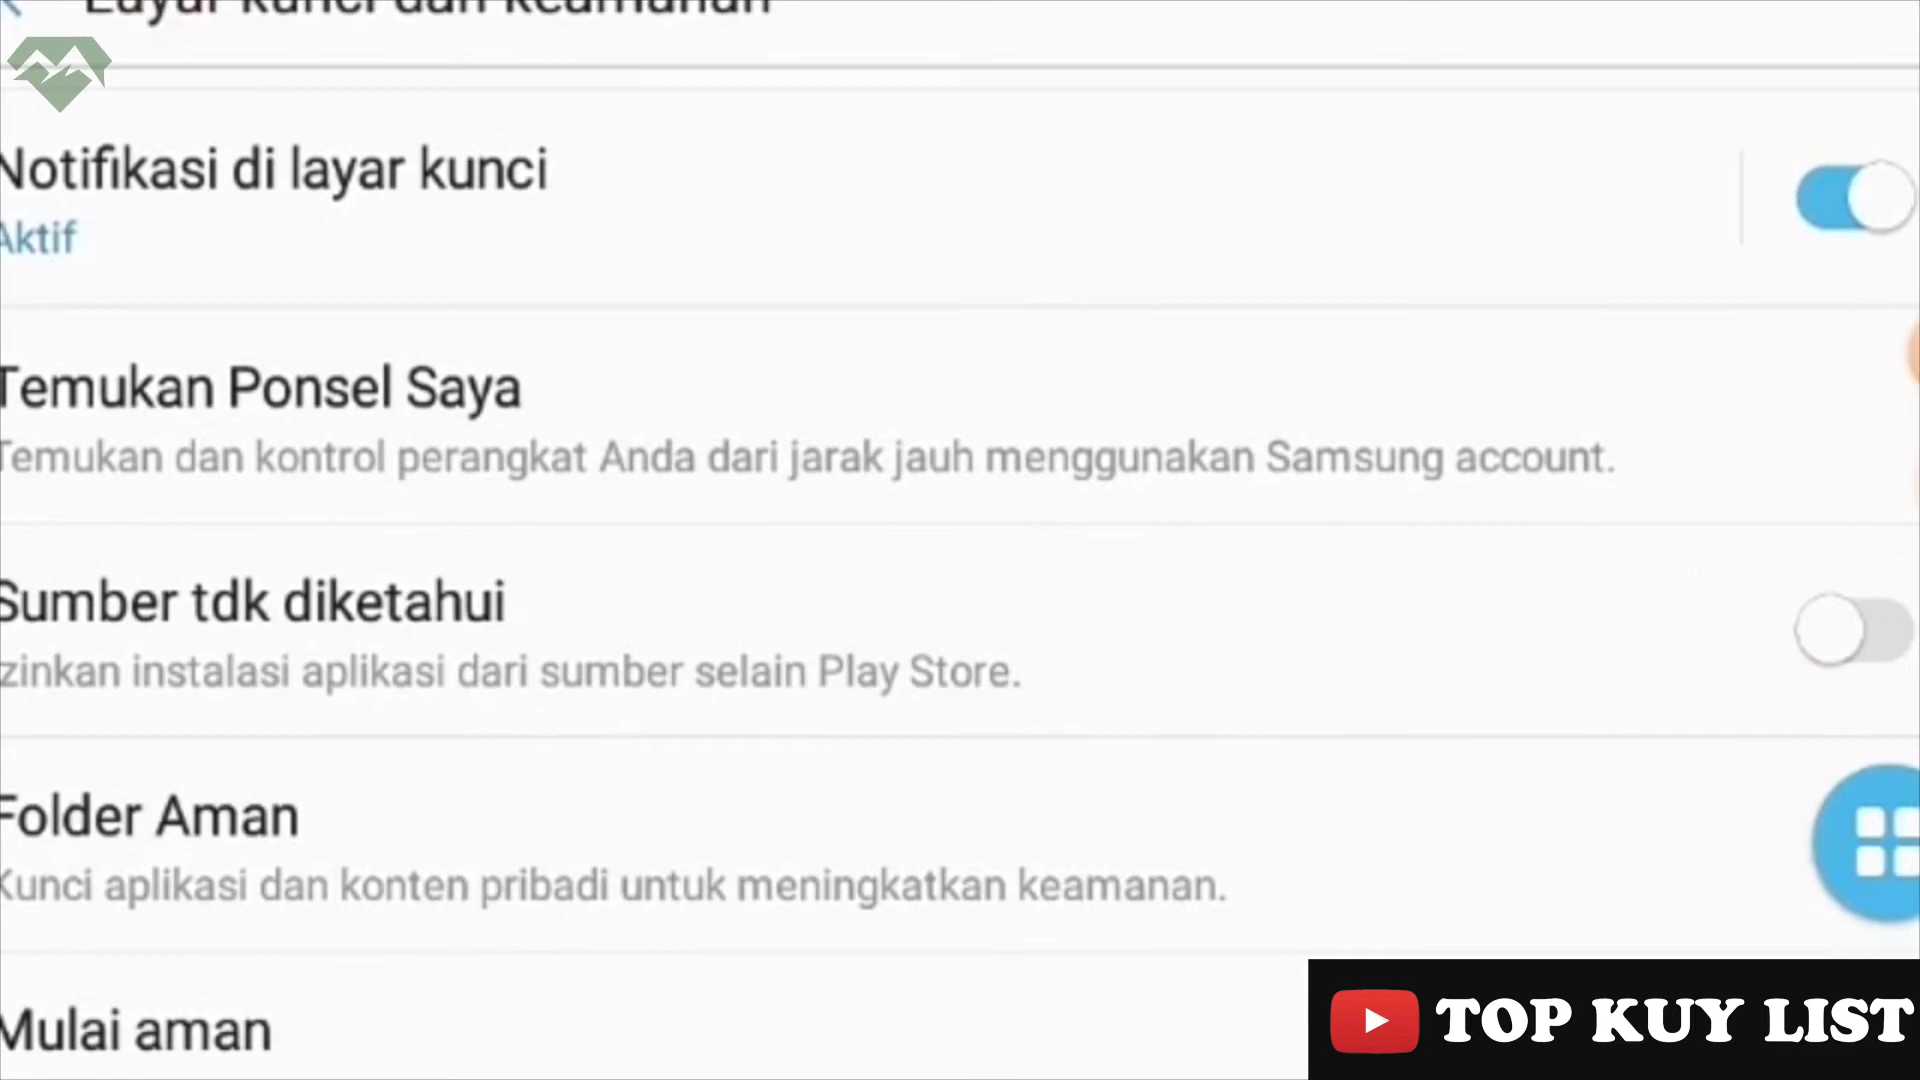 Layar kunci dan keamanan
Notifikasi di layar kunci
Aktif
Temukan Ponsel Saya
Temukan dan kontrol perangkat Anda dari jarak jauh menggunakan Samsung account.
Sumber tdk diketahui
Izinkan instalasi aplikasi dari sumber selain Play Store.
Folder Aman
Kunci aplikasi dan konten pribadi untuk meningkatkan keamanan.
Mulai aman
TOP KUY LIST